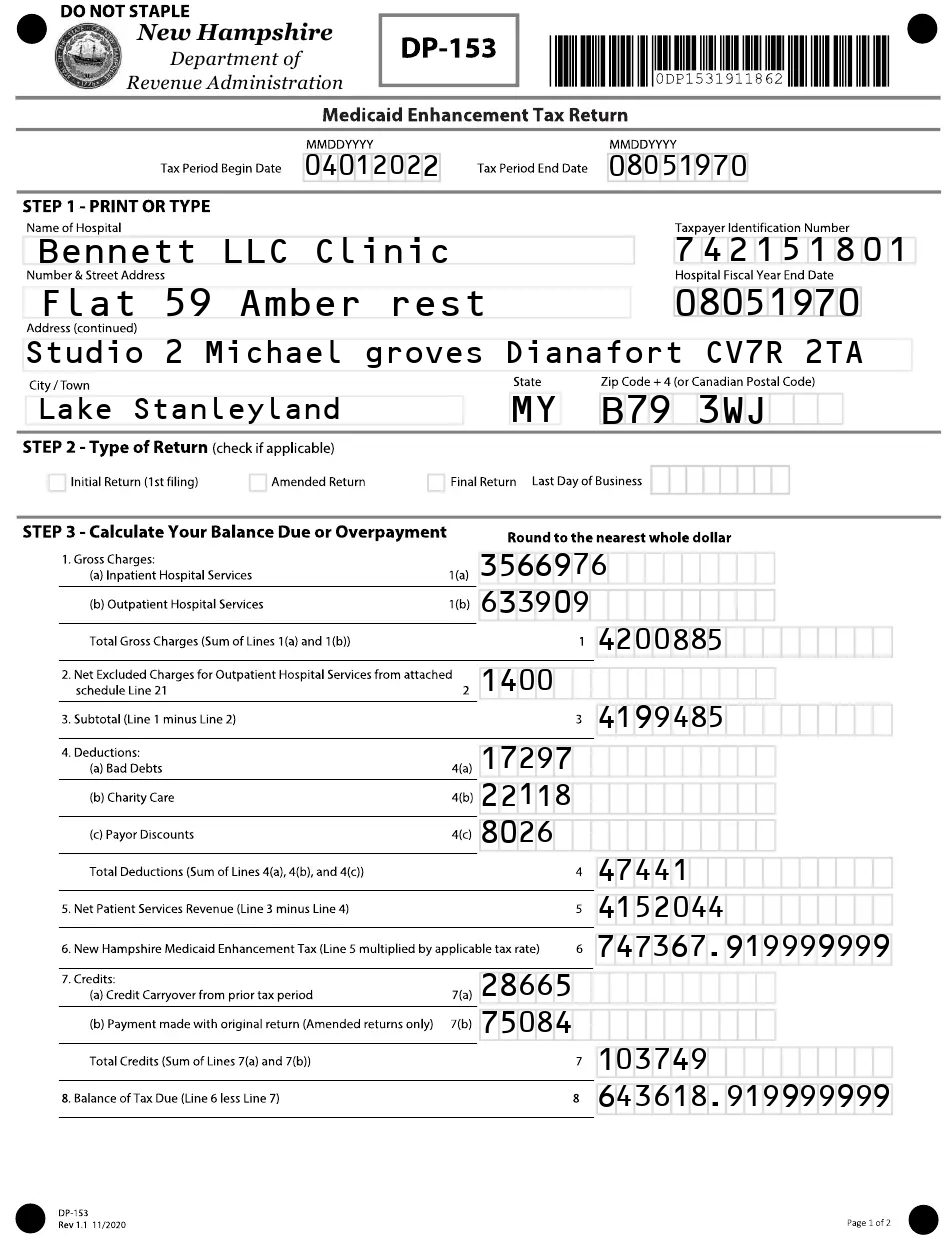 DO NOT STAPLE
New Hampshire
Department of
Revenue Administration
DP-153
0DP1531911862
Medicaid Enhancement Tax Return
MMDDYYYY MMDDYYYY
Tax Period Begin Date 04012022 Tax Period End Date 08051970
STEP 1 - PRINT OR TYPE
Name of Hospital Taxpayer Identification Number
Bennett LLC Clinic 742151801
Number & Street Address Hospital Fiscal Year End Date
Flat 59 Amber rest 08051970
Address (continued)
Studio 2 Michael groves Dianafort CV7R 2TA
City / Town State Zip Code + 4 (or Canadian Postal Code)
Lake Stanleyland MY B79 3WJ
STEP 2 - Type of Return (check if applicable)
Initial Return (1st filing) Amended Return Final Return Last Day of Business
STEP 3 - Calculate Your Balance Due or Overpayment Round to the nearest whole dollar
1. Gross Charges:
(a) Inpatient Hospital Services 1(a) 3566976
(b) Outpatient Hospital Services 1(b) 633909
Total Gross Charges (Sum of Lines 1(a) and 1(b)) 1 4200885
2. Net Excluded Charges for Outpatient Hospital Services from attached
schedule Line 21 2 1400
3. Subtotal (Line 1 minus Line 2) 3 4199485
4. Deductions:
(a) Bad Debts 4(a) 17297
(b) Charity Care 4(b) 22118
(c) Payor Discounts 4(c) 8026
Total Deductions (Sum of Lines 4(a), 4(b), and 4(c)) 4 47441
5. Net Patient Services Revenue (Line 3 minus Line 4) 5 4152044
6. New Hampshire Medicaid Enhancement Tax (Line 5 multiplied by applicable tax rate) 6 747367.919999999
7. Credits:
(a) Credit Carryover from prior tax period 7(a) 28665
(b) Payment made with original return (Amended returns only) 7(b) 75084
Total Credits (Sum of Lines 7(a) and 7(b)) 7 103749
8. Balance of Tax Due (Line 6 less Line 7) 8 643618.919999999
DP-153
Rev 1.1 11/2020 Page 1 of 2